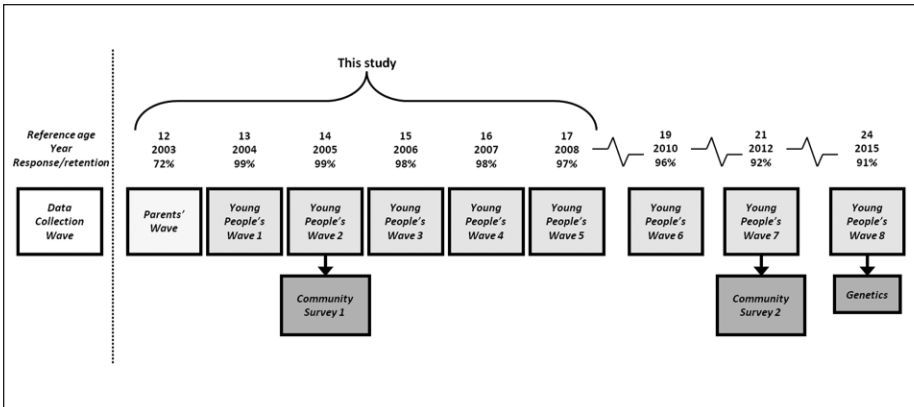 This study
Reference age 12 13 14 15 16 17 19 21 24
Year 2003 2004 2005 2006 2007 2008 2010 2012 2015
Response/retention 72% 99% 99% 98% 98% 97% 96% 92% 91%
Data
Collection
Wave
Parents'
Wave
Young
People's
Wave 1
Young
People's
Wave 2
Young
People's
Wave 3
Young
People's
Wave 4
Young
People's
Wave 5
Young
People's
Wave 6
Young
People's
Wave 7
Young
People's
Wave 8
Community
Survey 1
Community
Survey 2
Genetics